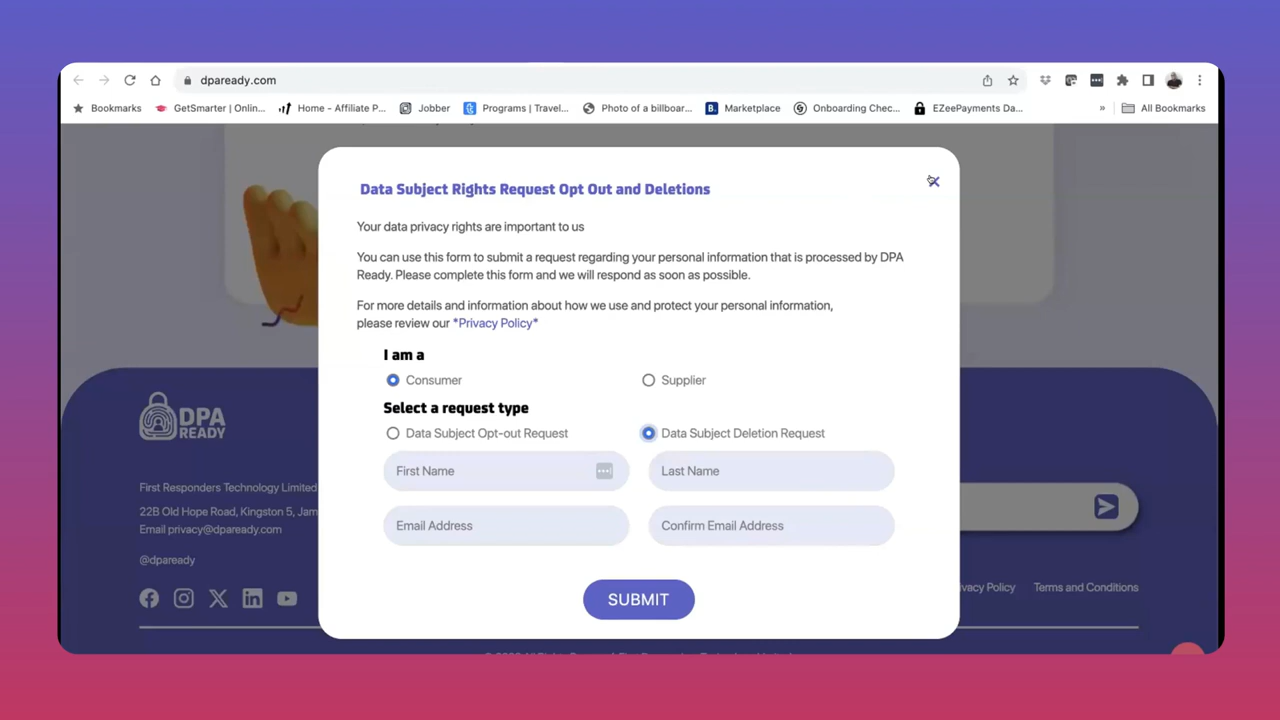 dpaready.com
Bookmarks
GetSmarter | Onlin...
Home - Affiliate P...
Jobber
Programs | Travel...
Photo of a billboar...
B.
Marketplace
Onboarding Chec...
EZeePayments Da...
»
All Bookmarks
Data Subject Rights Request Opt Out and Deletions
Your data privacy rights are important to us
You can use this form to submit a request regarding your personal information that is processed by DPA
Ready. Please complete this form and we will respond as soon as possible.
For more details and information about how we use and protect your personal information,
please review our *Privacy Policy*
I am a
Consumer
Supplier
Select a request type
Data Subject Opt-out Request
Data Subject Deletion Request
First Name
Last Name
Email Address
Confirm Email Address
SUBMIT
DPA
READY
First Responders Technology Limited
22B Old Hope Road, Kingston 5, Jam
Email privacy@dpaready.com
@dpaready
ivacy Policy
Terms and Conditions